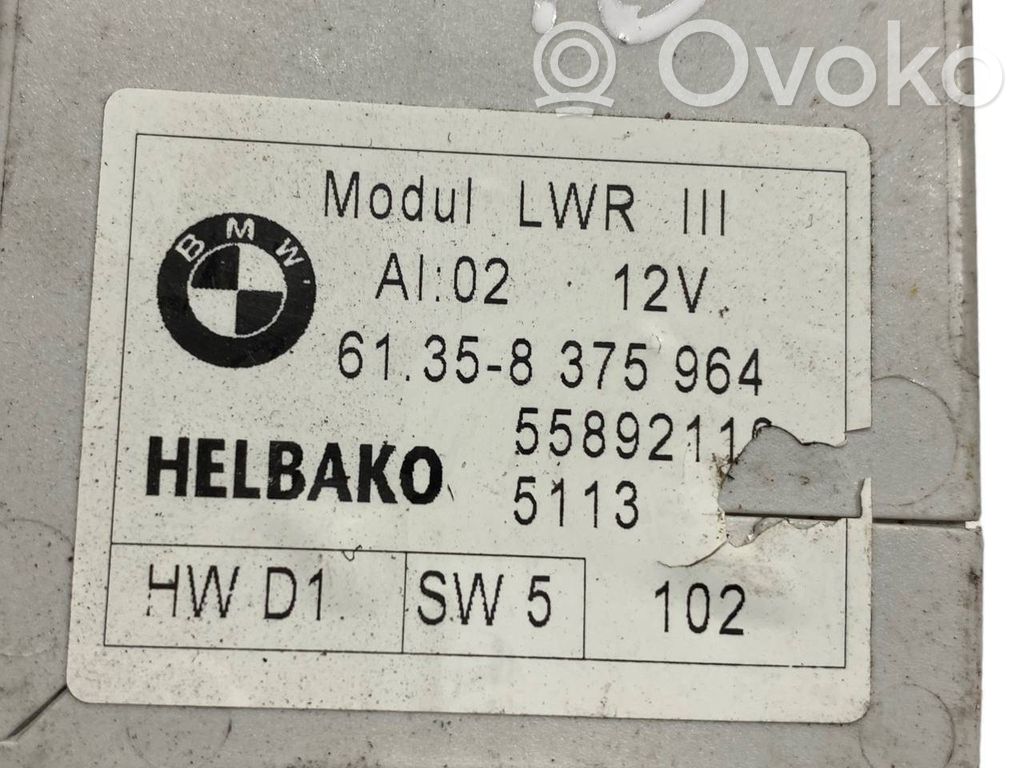 Ovoko
Modul LWR III
BMW
AI:02 12V
61.35-8 375 964
HELBAKO
5113
HW D1 SW 5 102